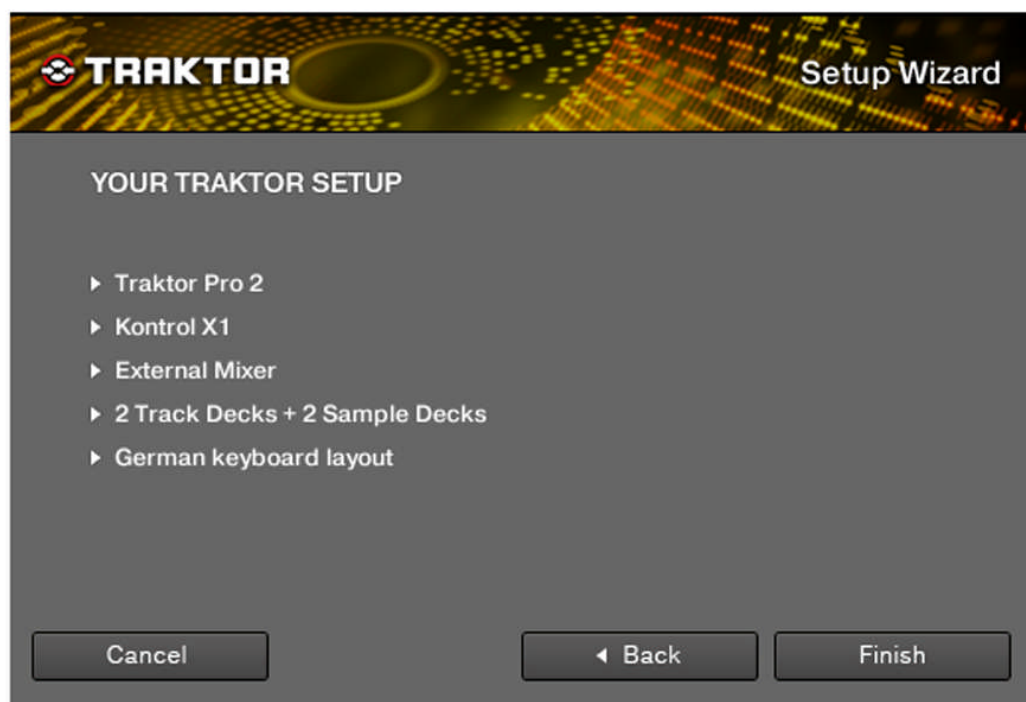 TRAKTOR
Setup Wizard
YOUR TRAKTOR SETUP
Traktor Pro 2
Kontrol X1
External Mixer
2 Track Decks + 2 Sample Decks
German keyboard layout
Cancel
Back
Finish